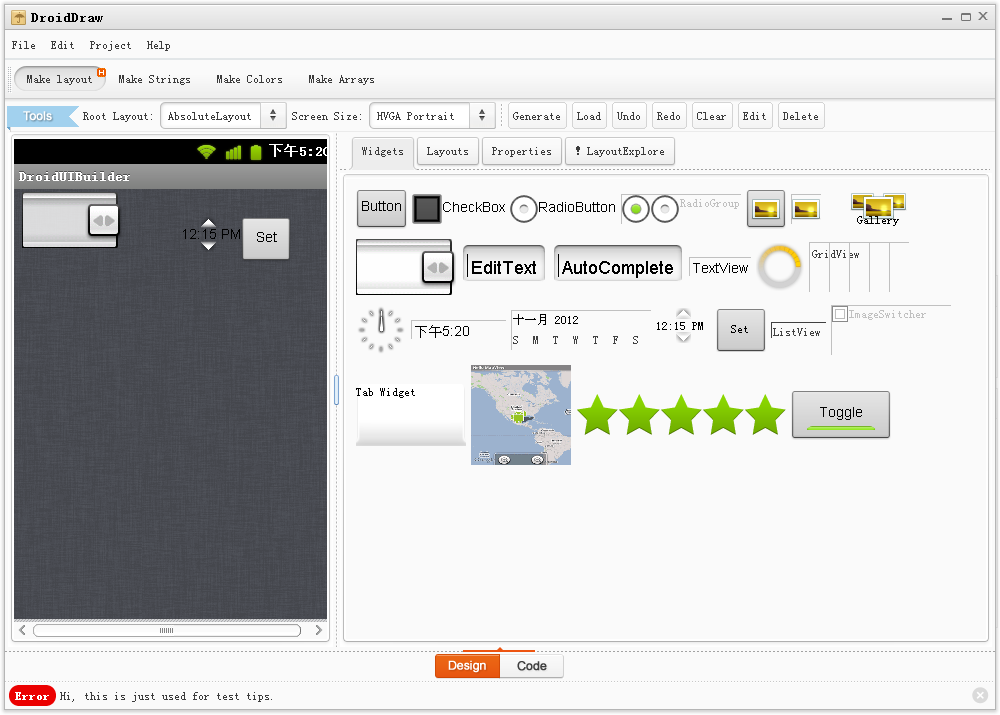 DroidDraw
File Edit Project Help
Make layout H Make Strings Make Colors Make Arrays
Tools Root Layout: AbsoluteLayout Screen Size: HVGA Portrait Generate Load Undo Redo Clear Edit Delete
下午5:20
DroidUIBuilder
12:15 PM Set
Widgets Layouts Properties ! LayoutExplore
Button CheckBox RadioButton RadioGroup Gallery
EditText AutoComplete TextView GridView
下午5:20
十一月 2012
S M T W T F S
12:15 PM Set ListView ImageSwitcher
Tab Widget
Hello MapView
Toggle
Design Code
Error Hi, this is just used for test tips.